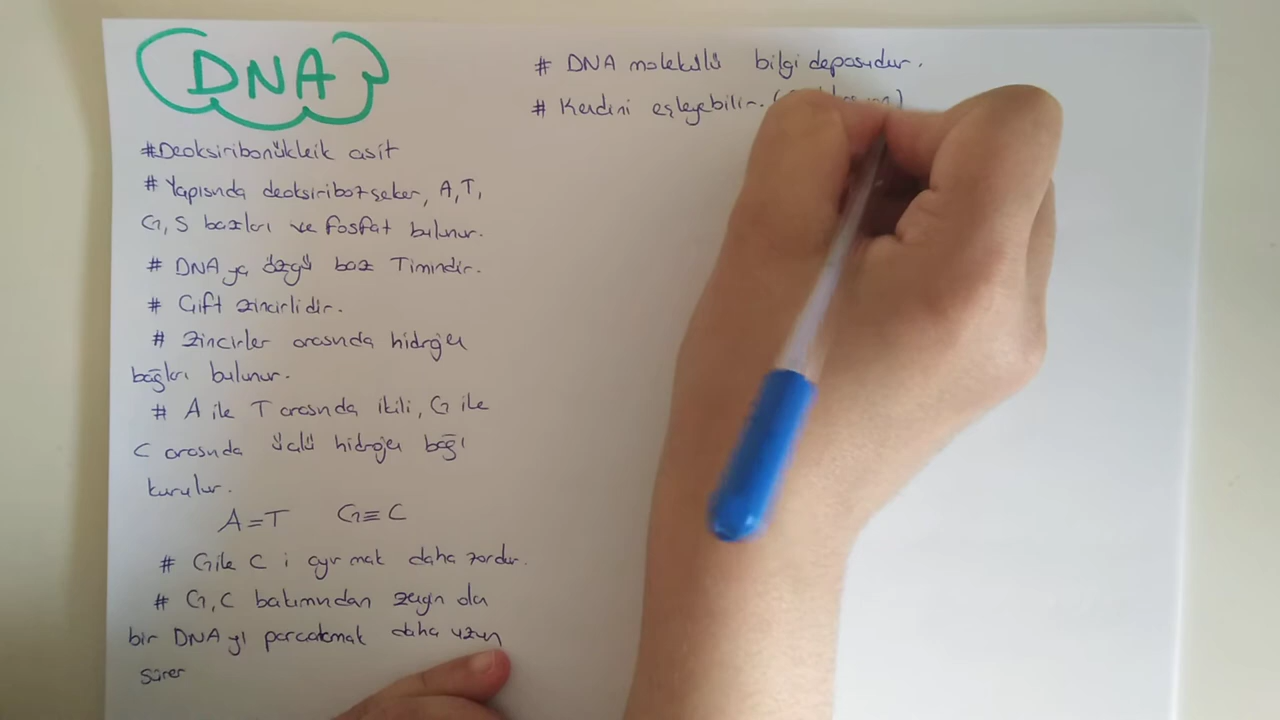 DNA
#Deoksiribonükleik asit
# Yapısında deoksiriboz şeker, A,T,
G,S bazları ve fosfat bulunur.
# DNA ya özgü baz Timindir.
# Çift zincirlidir.
# Zincirler arasında hidrojen
bağları bulunur.
# A ile T arasında ikili, G ile
C arasında üçlü hidrojen bağı
kurulur.
A=T G≡C
# G ile C i ayırmak daha zordur.
# G,C bakımından zengin olan
bir DNA yı parçalamak daha uzun
sürer
# DNA molekülü bilgi deposudur.
# Kendini eşleyebilir.